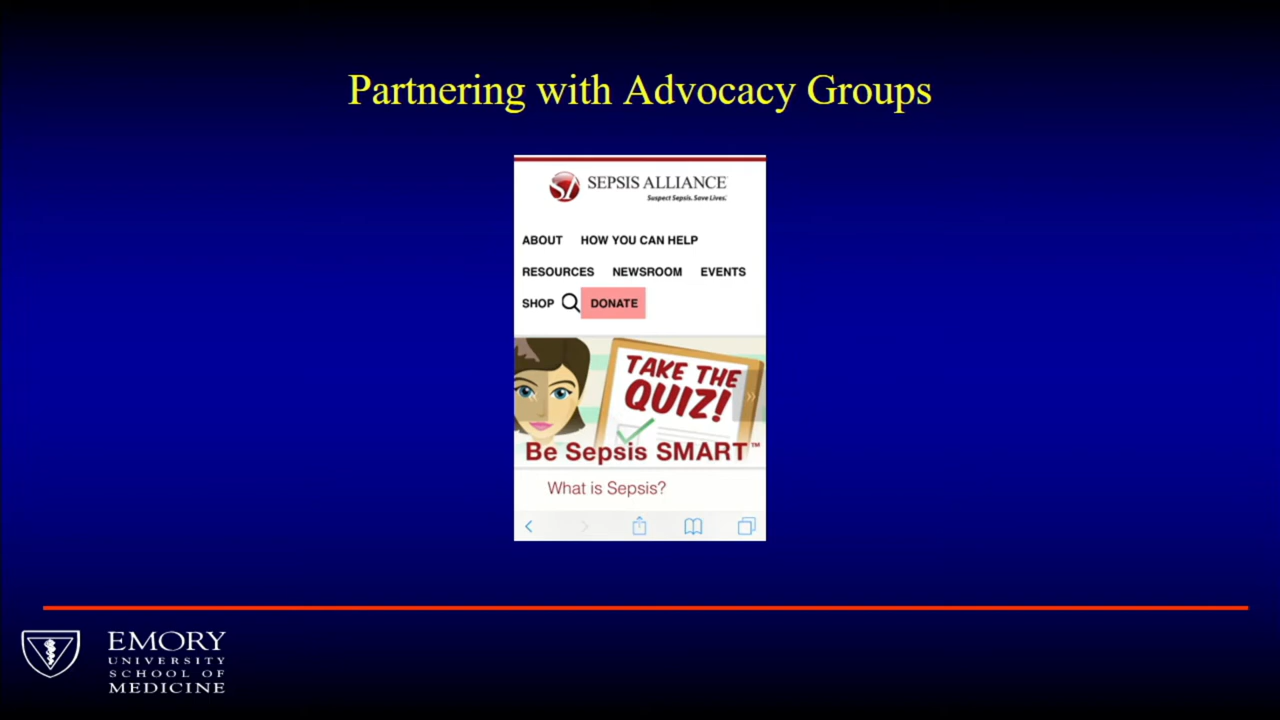 Partnering with Advocacy Groups
SA SEPSIS ALLIANCE
Suspect Sepsis. Save Lives.
ABOUT HOW YOU CAN HELP
RESOURCES NEWSROOM EVENTS
SHOP DONATE
TAKE THE
QUIZ!
Be Sepsis SMART™
What is Sepsis?
EMORY
UNIVERSITY
SCHOOL OF
MEDICINE